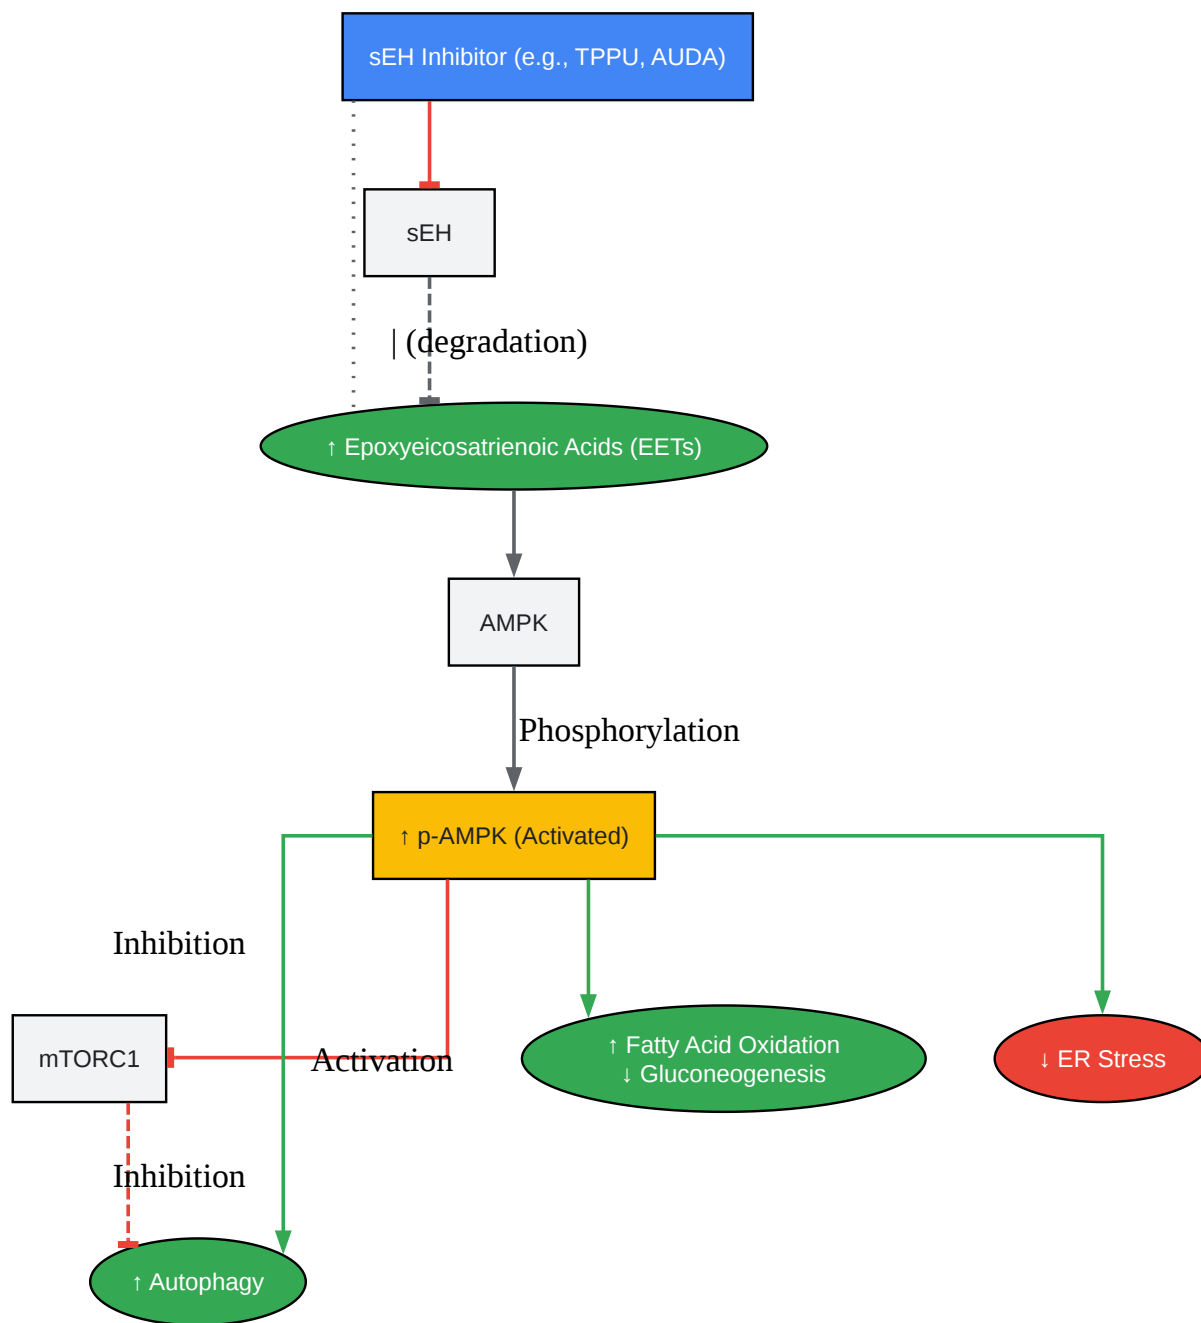 sEH Inhibitor (e.g., TPPU, AUDA)
sEH
| (degradation)
↑ Epoxyeicosatrienoic Acids (EETs)
AMPK
Phosphorylation
↑ p-AMPK (Activated)
Inhibition
mTORC1
Activation
↑ Fatty Acid Oxidation
↓ Gluconeogenesis
↓ ER Stress
Inhibition
↑ Autophagy